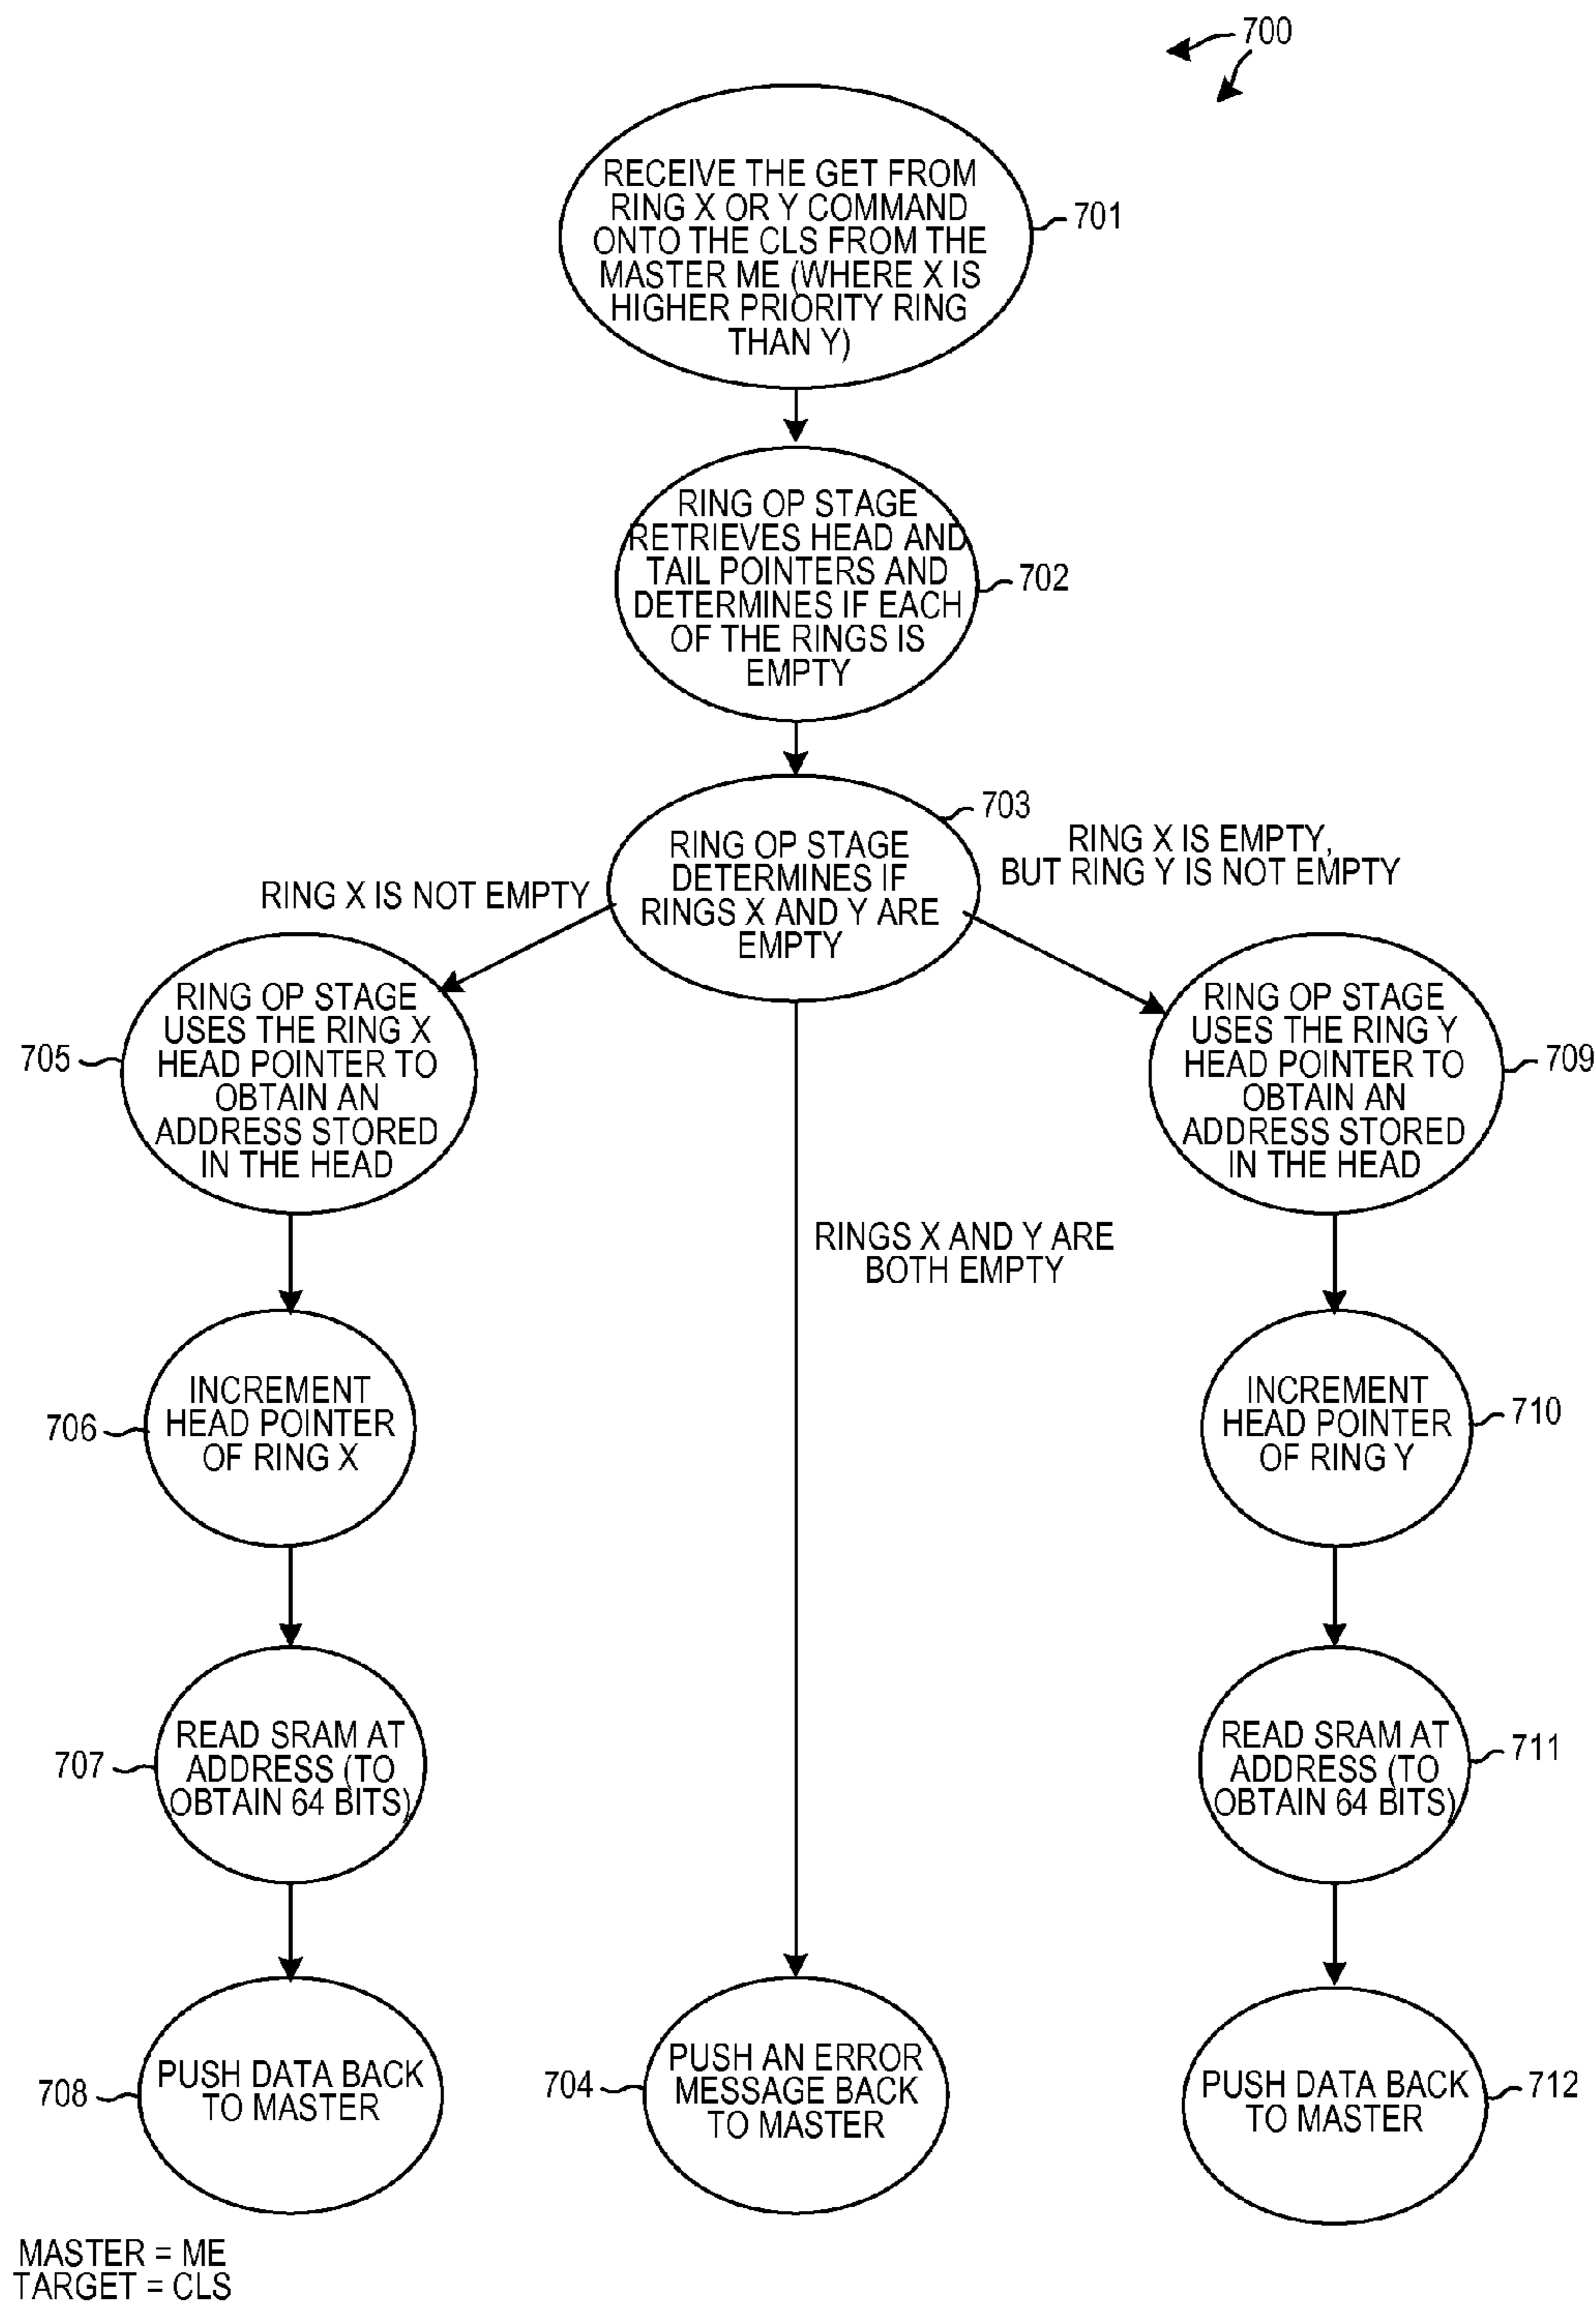 700
RECEIVE THE GET FROM
RING X OR Y COMMAND
ONTO THE CLS FROM THE
MASTER ME (WHERE X IS
HIGHER PRIORITY RING
THAN Y)
701
RING OP STAGE
RETRIEVES HEAD AND
TAIL POINTERS AND
DETERMINES IF EACH
OF THE RINGS IS
EMPTY
702
703
RING OP STAGE
DETERMINES IF
RINGS X AND Y ARE
EMPTY
RING X IS NOT EMPTY
RING X IS EMPTY,
BUT RING Y IS NOT EMPTY
705
RING OP STAGE
USES THE RING X
HEAD POINTER TO
OBTAIN AN
ADDRESS STORED
IN THE HEAD
RING OP STAGE
USES THE RING Y
HEAD POINTER TO
OBTAIN AN
ADDRESS STORED
IN THE HEAD
709
RINGS X AND Y ARE
BOTH EMPTY
706
INCREMENT
HEAD POINTER
OF RING X
INCREMENT
HEAD POINTER
OF RING Y
710
707
READ SRAM AT
ADDRESS (TO
OBTAIN 64 BITS)
READ SRAM AT
ADDRESS (TO
OBTAIN 64 BITS)
711
708
PUSH DATA BACK
TO MASTER
704
PUSH AN ERROR
MESSAGE BACK
TO MASTER
PUSH DATA BACK
TO MASTER
712
MASTER = ME
TARGET = CLS